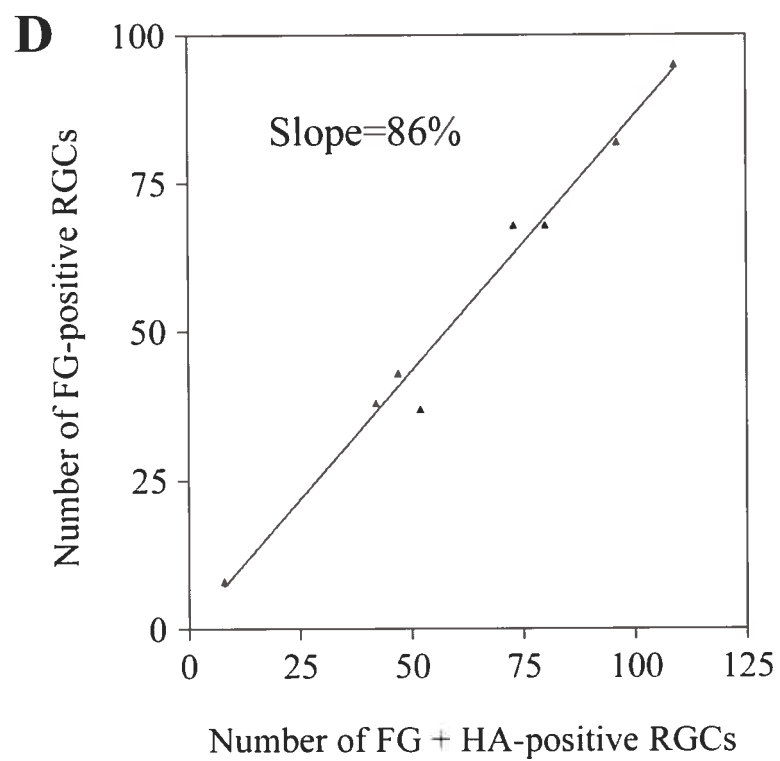 D
100
Slope=86%
75
50
25
0
Number of FG-positive RGCs
0 25 50 75 100 125
Number of FG + HA-positive RGCs